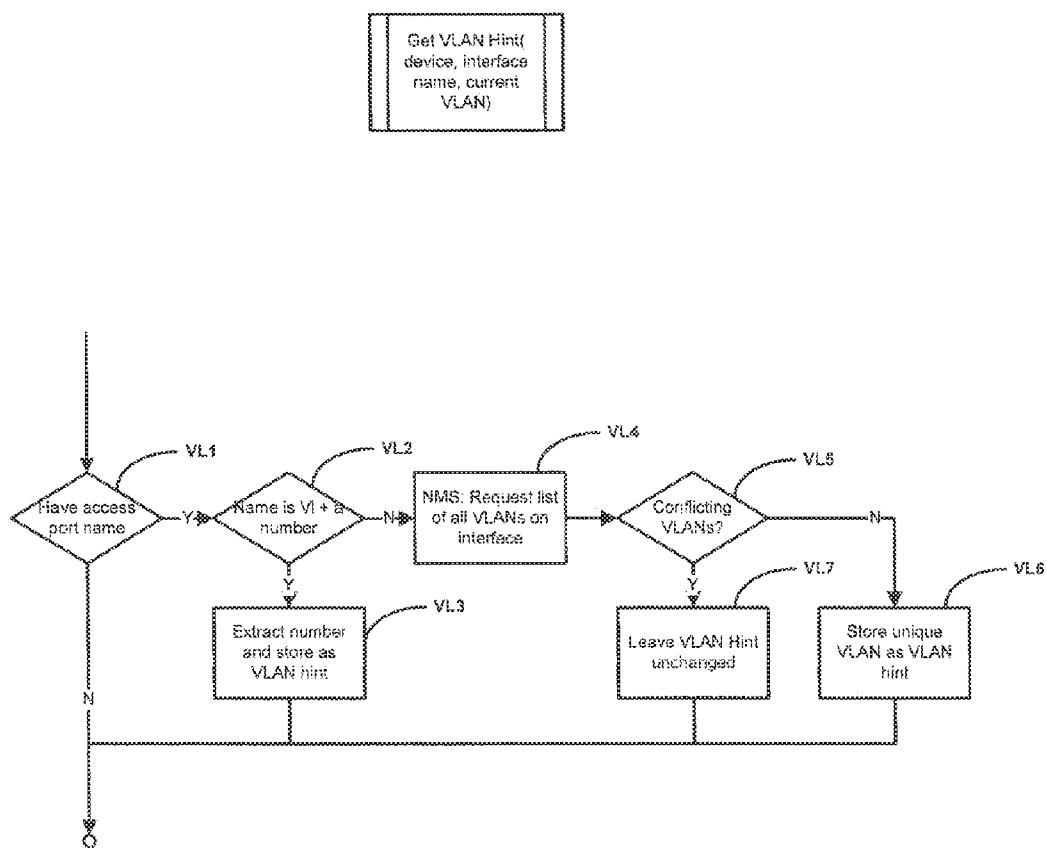 Get VLAN Hint(
device, interface
name, current
VLAN)
VL1
Have access
port name
Y
N
VL2
Name is Vl + a
number
N
Y
VL3
Extract number
and store as
VLAN hint
VL4
NMS: Request list
of all VLANs on
interface
VL5
Conflicting
VLANs?
N
Y
VL7
Leave VLAN Hint
unchanged
VL6
Store unique
VLAN as VLAN
hint